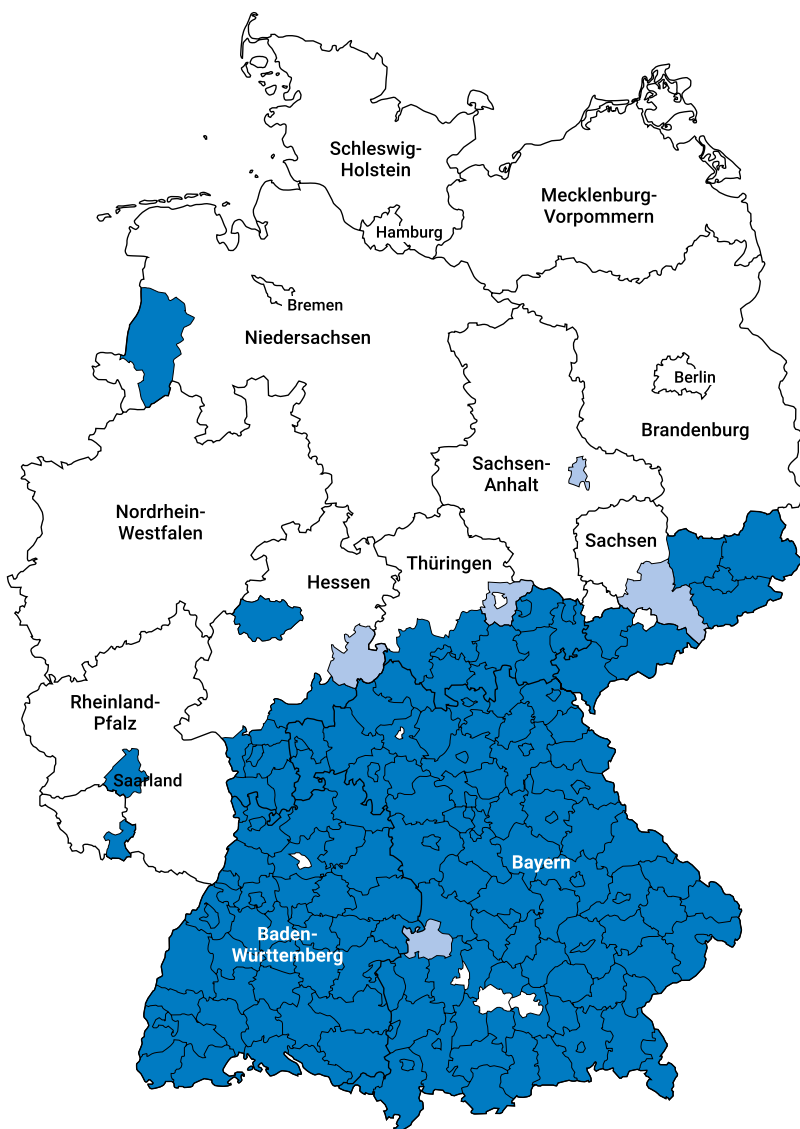 Schleswig-
Holstein
Mecklenburg-
Vorpommern
Hamburg
Bremen
Niedersachsen
Berlin
Brandenburg
Sachsen-
Anhalt
Nordrhein-
Westfalen
Sachsen
Thüringen
Hessen
Rheinland-
Pfalz
Saarland
Bayern
Baden-
Württemberg